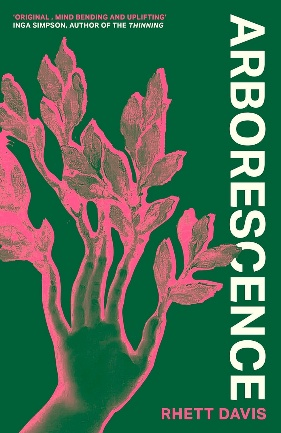 'ORIGINAL . MIND BENDING AND UPLIFTING'
INGA SIMPSON. AUTHOR OF THE THINNING
ARBORESCENCE
RHETT DAVIS